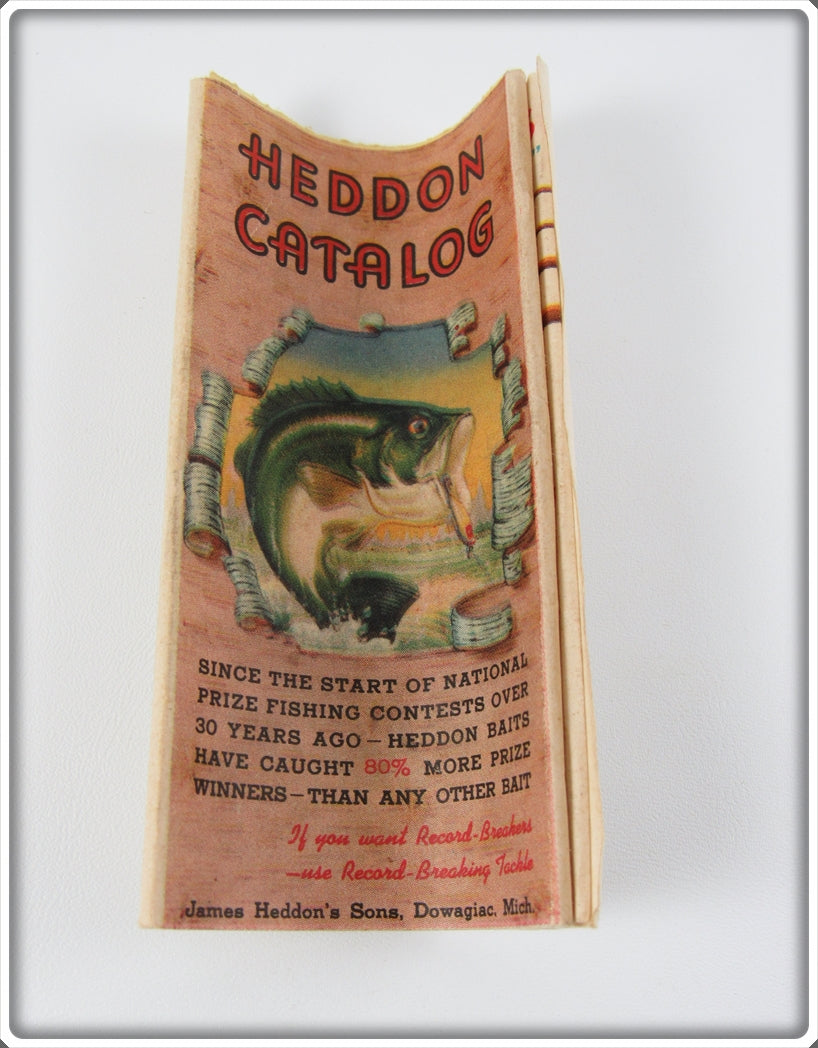 HEDDON
CATALOG
SINCE THE START OF NATIONAL
PRIZE FISHING CONTESTS OVER
30 YEARS AGO—HEDDON BAITS
HAVE CAUGHT 80% MORE PRIZE
WINNERS—THAN ANY OTHER BAIT
If you want Record-Breakers
—use Record-Breaking Tackle
James Heddon's Sons, Dowagiac, Mich.